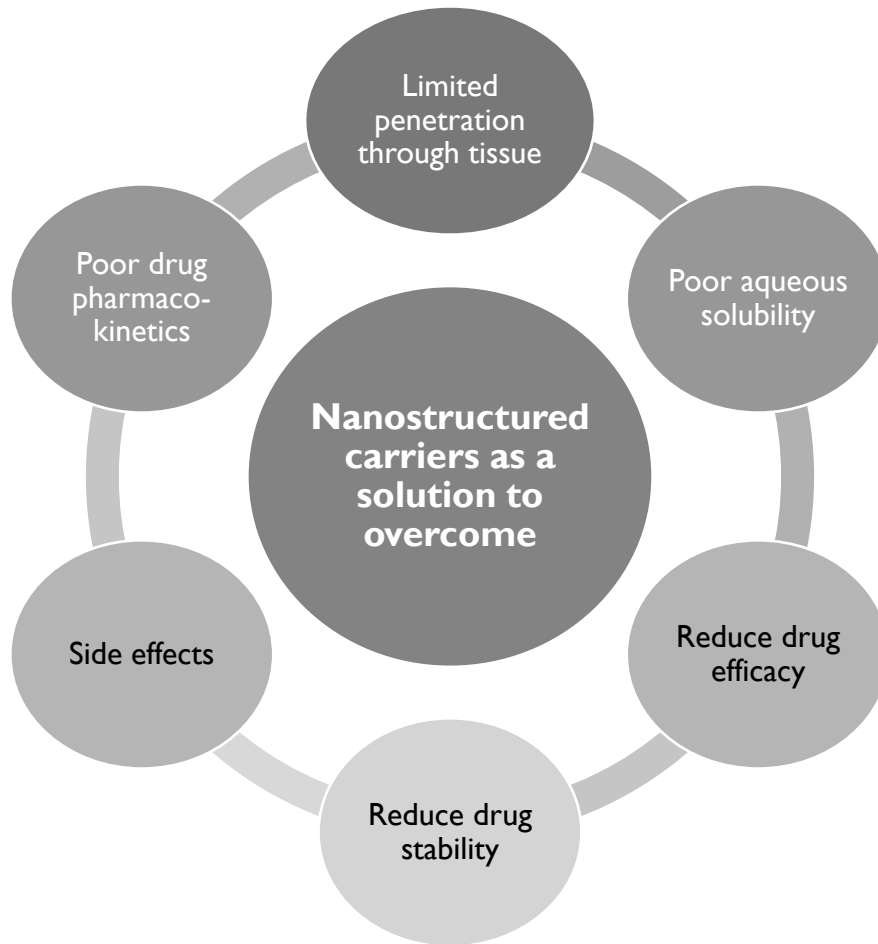 Limited
penetration
through tissue
Poor aqueous
solubility
Reduce drug
efficacy
Reduce drug
stability
Side effects
Poor drug
pharmaco-
kinetics
Nanostructured
carriers as a
solution to
overcome